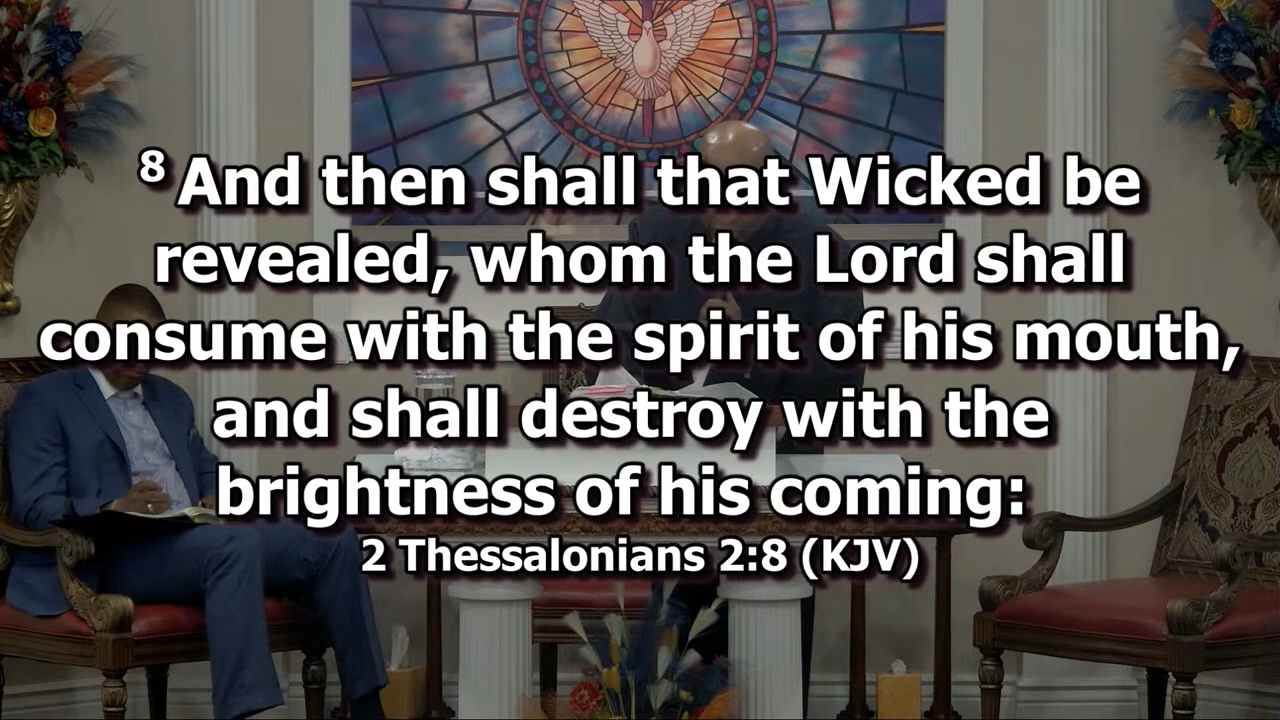 8 And then shall that Wicked be
revealed, whom the Lord shall
consume with the spirit of his mouth,
and shall destroy with the
brightness of his coming:
2 Thessalonians 2:8 (KJV)